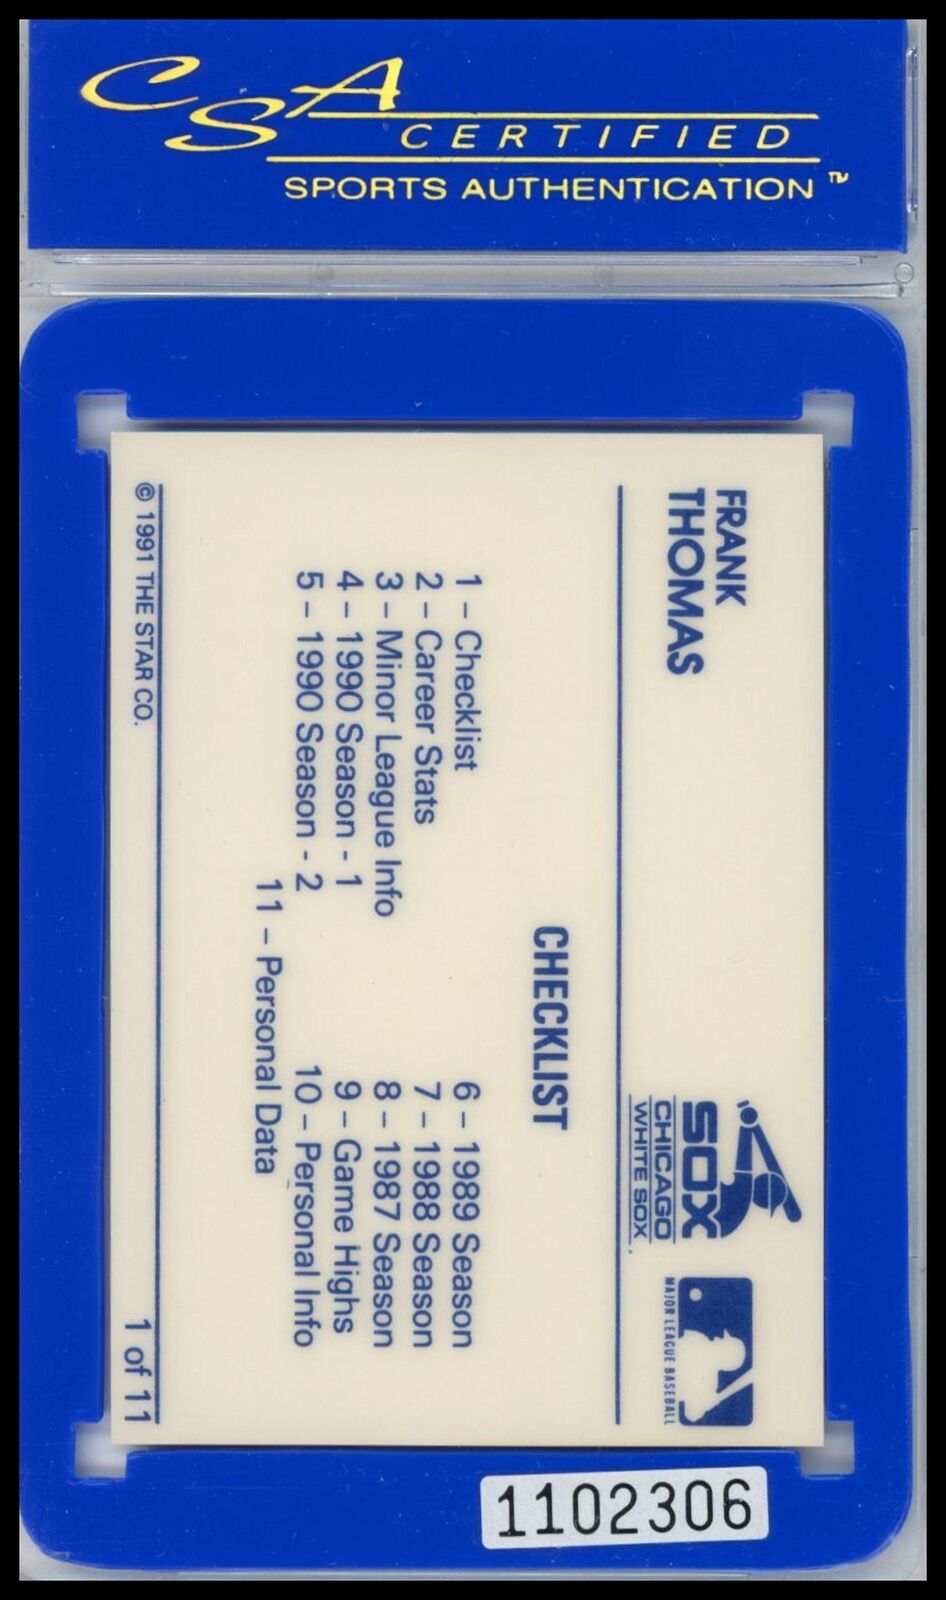 CSA
CERTIFIED
SPORTS AUTHENTICATION ™
FRANK
THOMAS
SOX
CHICAGO
WHITE SOX
MAJOR LEAGUE BASEBALL
CHECKLIST
1 – Checklist
2 – Career Stats
3 – Minor League Info
4 – 1990 Season - 1
5 – 1990 Season - 2
6 – 1989 Season
7 – 1988 Season
8 – 1987 Season
9 – Game Highs
10 – Personal Info
11 – Personal Data
© 1991 THE STAR CO.
1 of 11
1102306